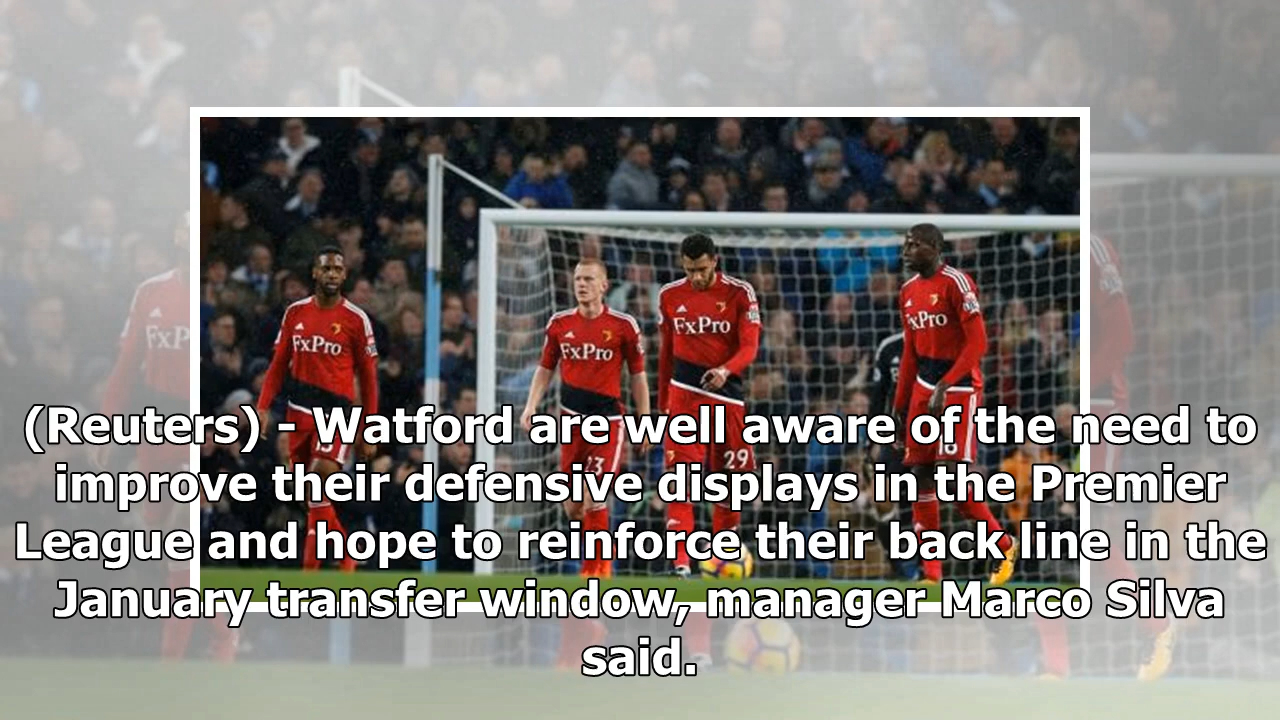 FxPro
FxPro
FxPro
FxPro
29
(Reuters) - Watford are well aware of the need to
improve their defensive displays in the Premier
League and hope to reinforce their back line in the
January transfer window, manager Marco Silva
said.